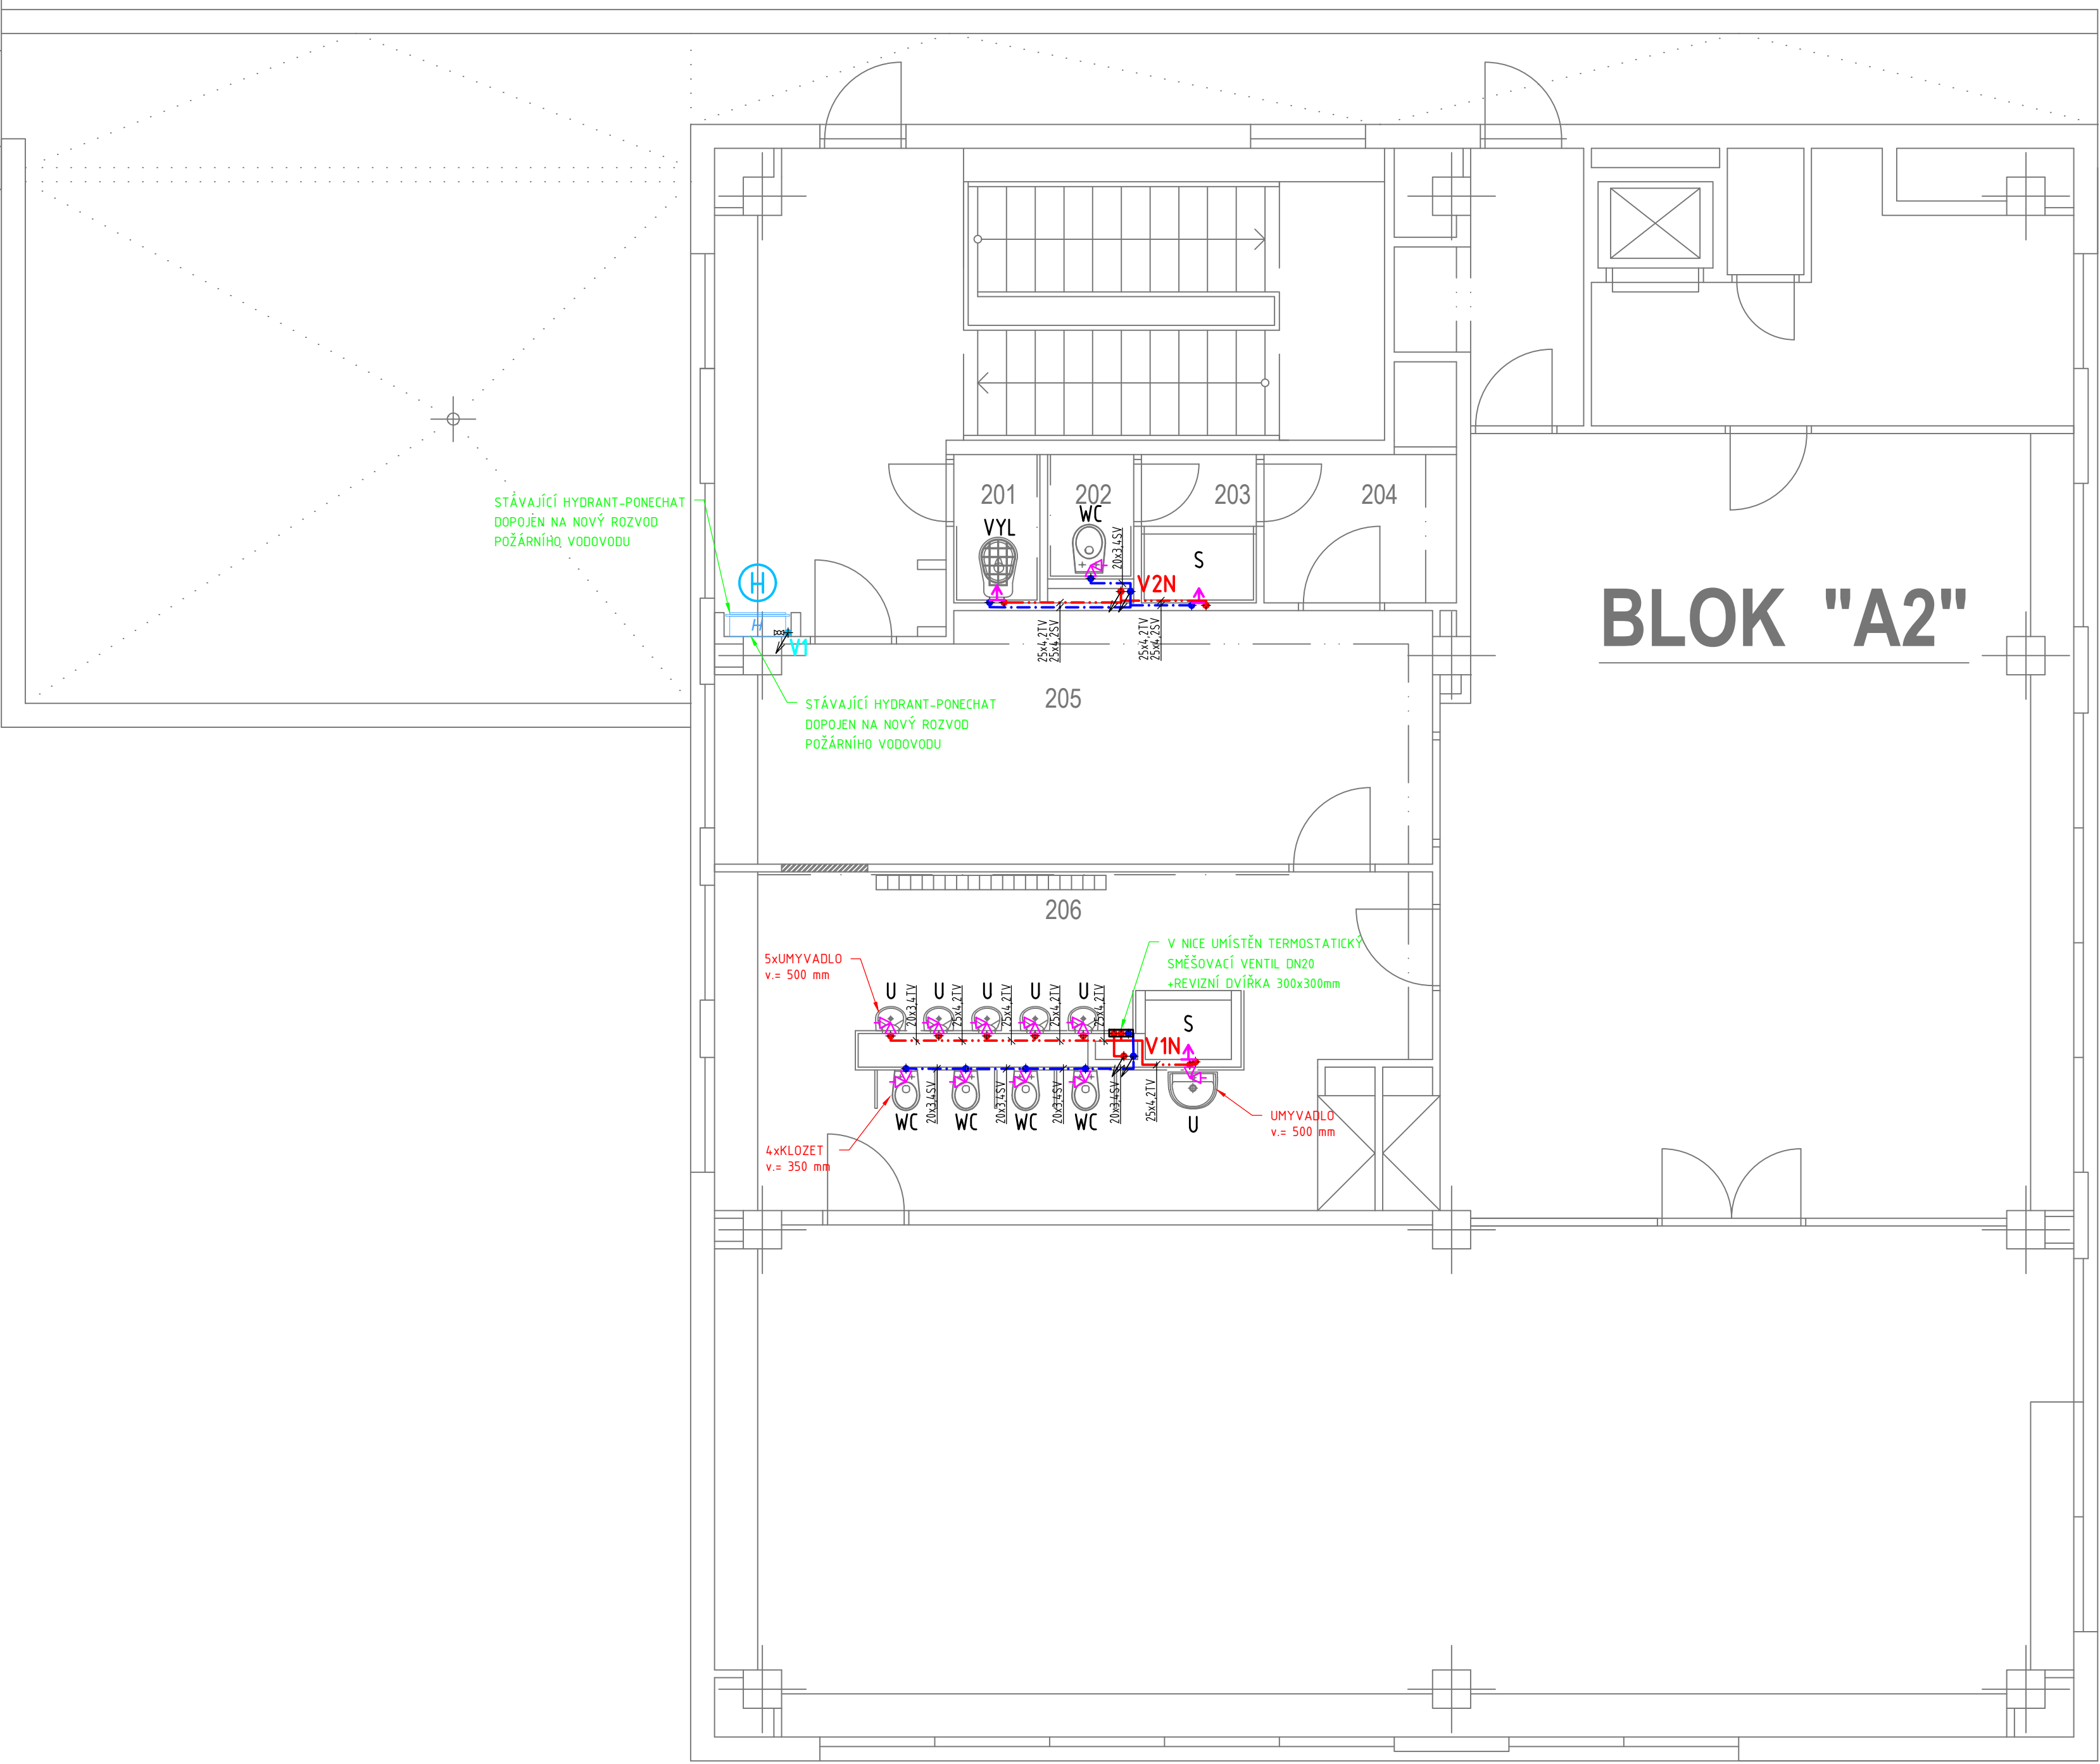 201
202
203
204
VYL
WC
S
20x3,4SV
V2N
STÁVAJÍCÍ HYDRANT-PONECHAT
DOPOJEN NA NOVÝ ROZVOD
POŽÁRNÍHO VODOVODU
H
H
V1
25x4,2TV
25x4,2SV
25x4,2TV
25x4,2SV
BLOK "A2"
205
STÁVAJÍCÍ HYDRANT-PONECHAT
DOPOJEN NA NOVÝ ROZVOD
POŽÁRNÍHO VODOVODU
206
V NICE UMÍSTĚN TERMOSTATICKÝ
SMĚŠOVACÍ VENTIL DN20
+REVIZNÍ DVÍŘKA 300x300mm
5xUMYVADLO
v.= 500 mm
U
U
U
U
U
20x3,4TV
25x4,2TV
25x4,2TV
25x4,2TV
25x4,2TV
S
V1N
20x3,4SV
20x3,4SV
20x3,4SV
20x3,4SV
25x4,2TV
WC
WC
WC
WC
U
UMYVADLO
v.= 500 mm
4xKLOZET
v.= 350 mm